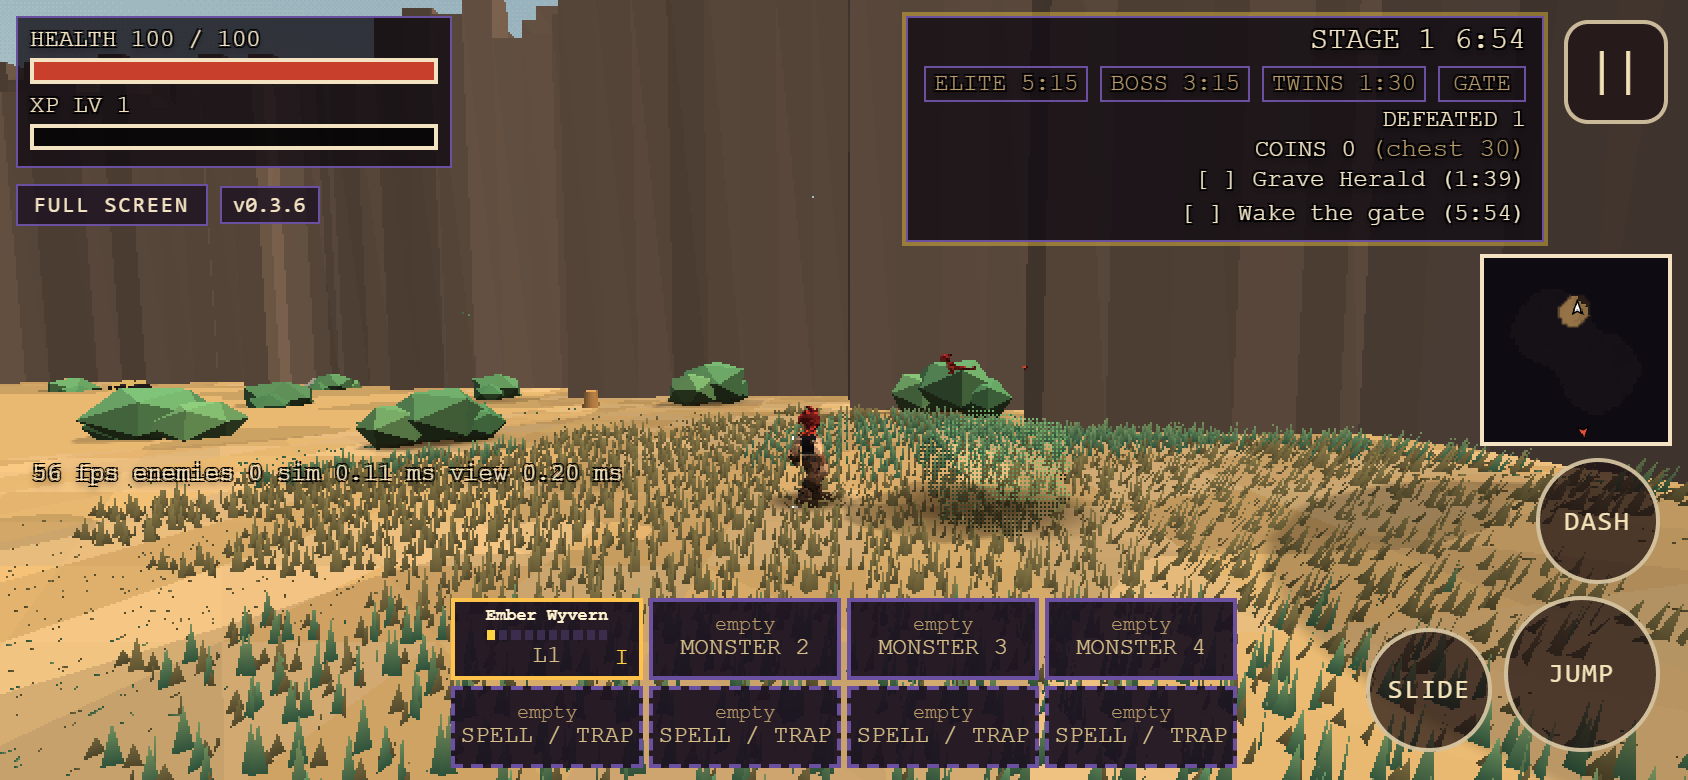 HEALTH 100 / 100
XP LV 1
FULL SCREEN
v0.3.6
STAGE 1 6:54
ELITE 5:15
BOSS 3:15
TWINS 1:30
GATE
DEFEATED 1
COINS 0 (chest 30)
[ ] Grave Herald (1:39)
[ ] Wake the gate (5:54)
56 fps enemies 0 sim 0.11 ms view 0.20 ms
DASH
SLIDE
JUMP
Ember Wyvern
L1
I
empty
MONSTER 2
empty
MONSTER 3
empty
MONSTER 4
empty
SPELL / TRAP
empty
SPELL / TRAP
empty
SPELL / TRAP
empty
SPELL / TRAP